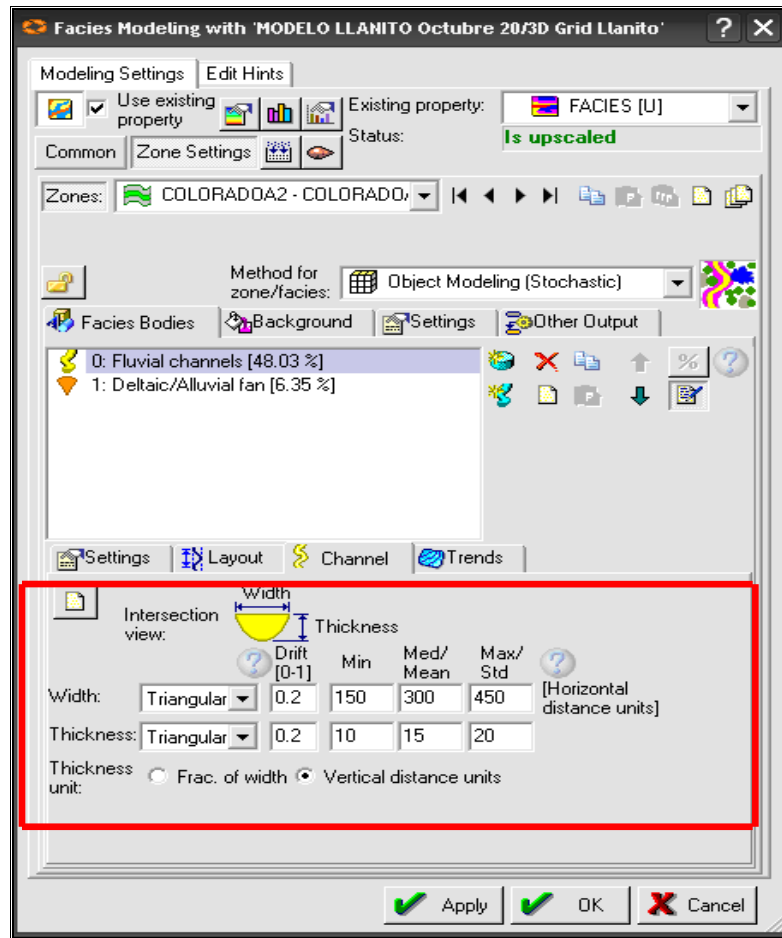 Facies Modeling with 'MODELO LLANITO Octubre 20/3D Grid Llanito'
Modeling Settings Edit Hints
Use existing property
Existing property: FACIES [U]
Status: Is upscaled
Common Zone Settings
Zones: COLORADOA2 - COLORADO
Method for zone/facies: Object Modeling (Stochastic)
Facies Bodies Background Settings Other Output
0: Fluvial channels [48.03 %]
1: Deltaic/Alluvial fan [6.35 %]
%
?
Settings Layout Channel Trends
Width
Intersection view: Thickness
? Drift [0-1] Min Med/ Mean Max/ Std ?
Width: Triangular 0.2 150 300 450 [Horizontal distance units]
Thickness: Triangular 0.2 10 15 20
Thickness unit: Frac. of width Vertical distance units
Apply OK Cancel